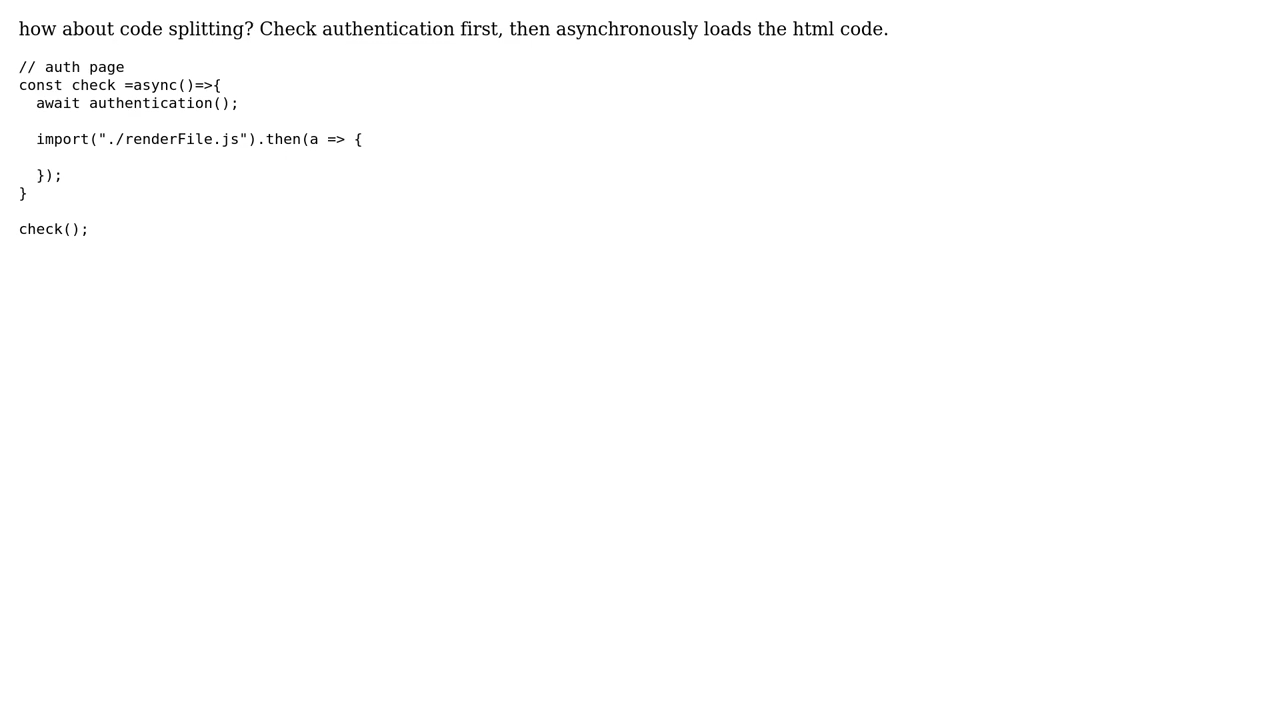 how about code splitting? Check authentication first, then asynchronously loads the html code.
// auth page
const check =async()=>{
  await authentication();
  import("./renderFile.js").then(a => {
  });
}
check();